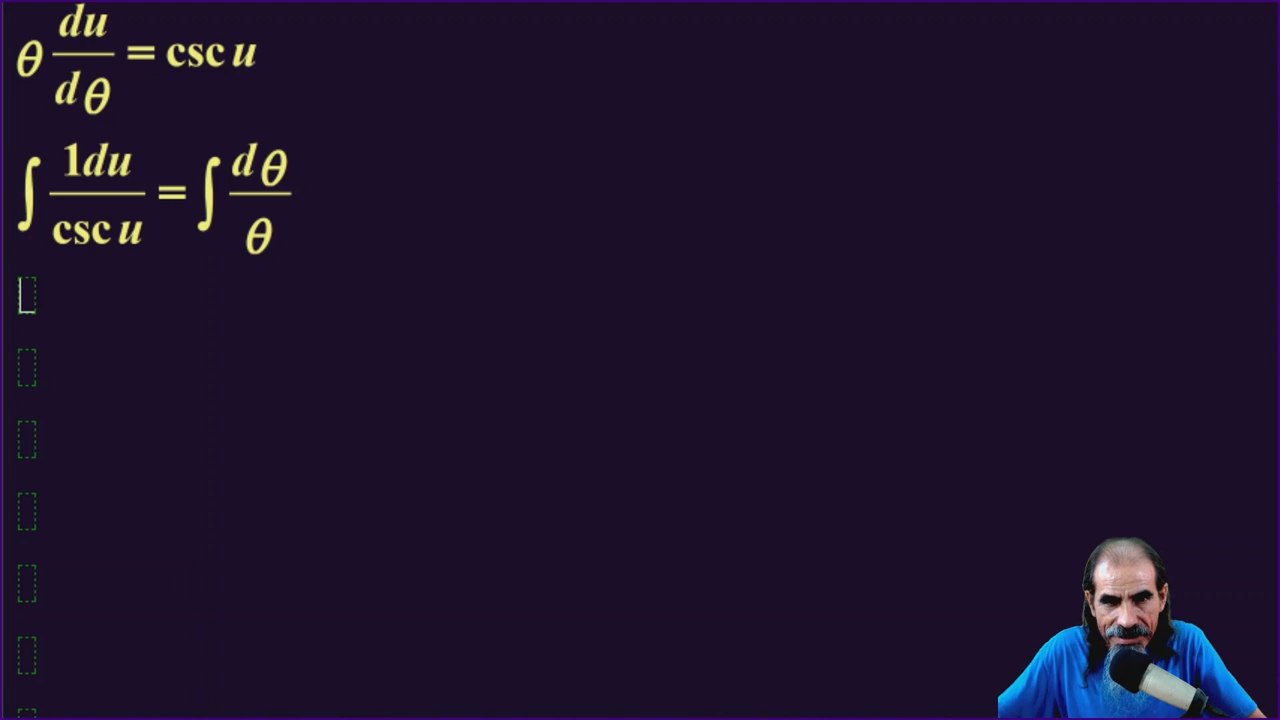 θ du/dθ = csc u
∫ 1du/csc u = ∫ dθ/θ